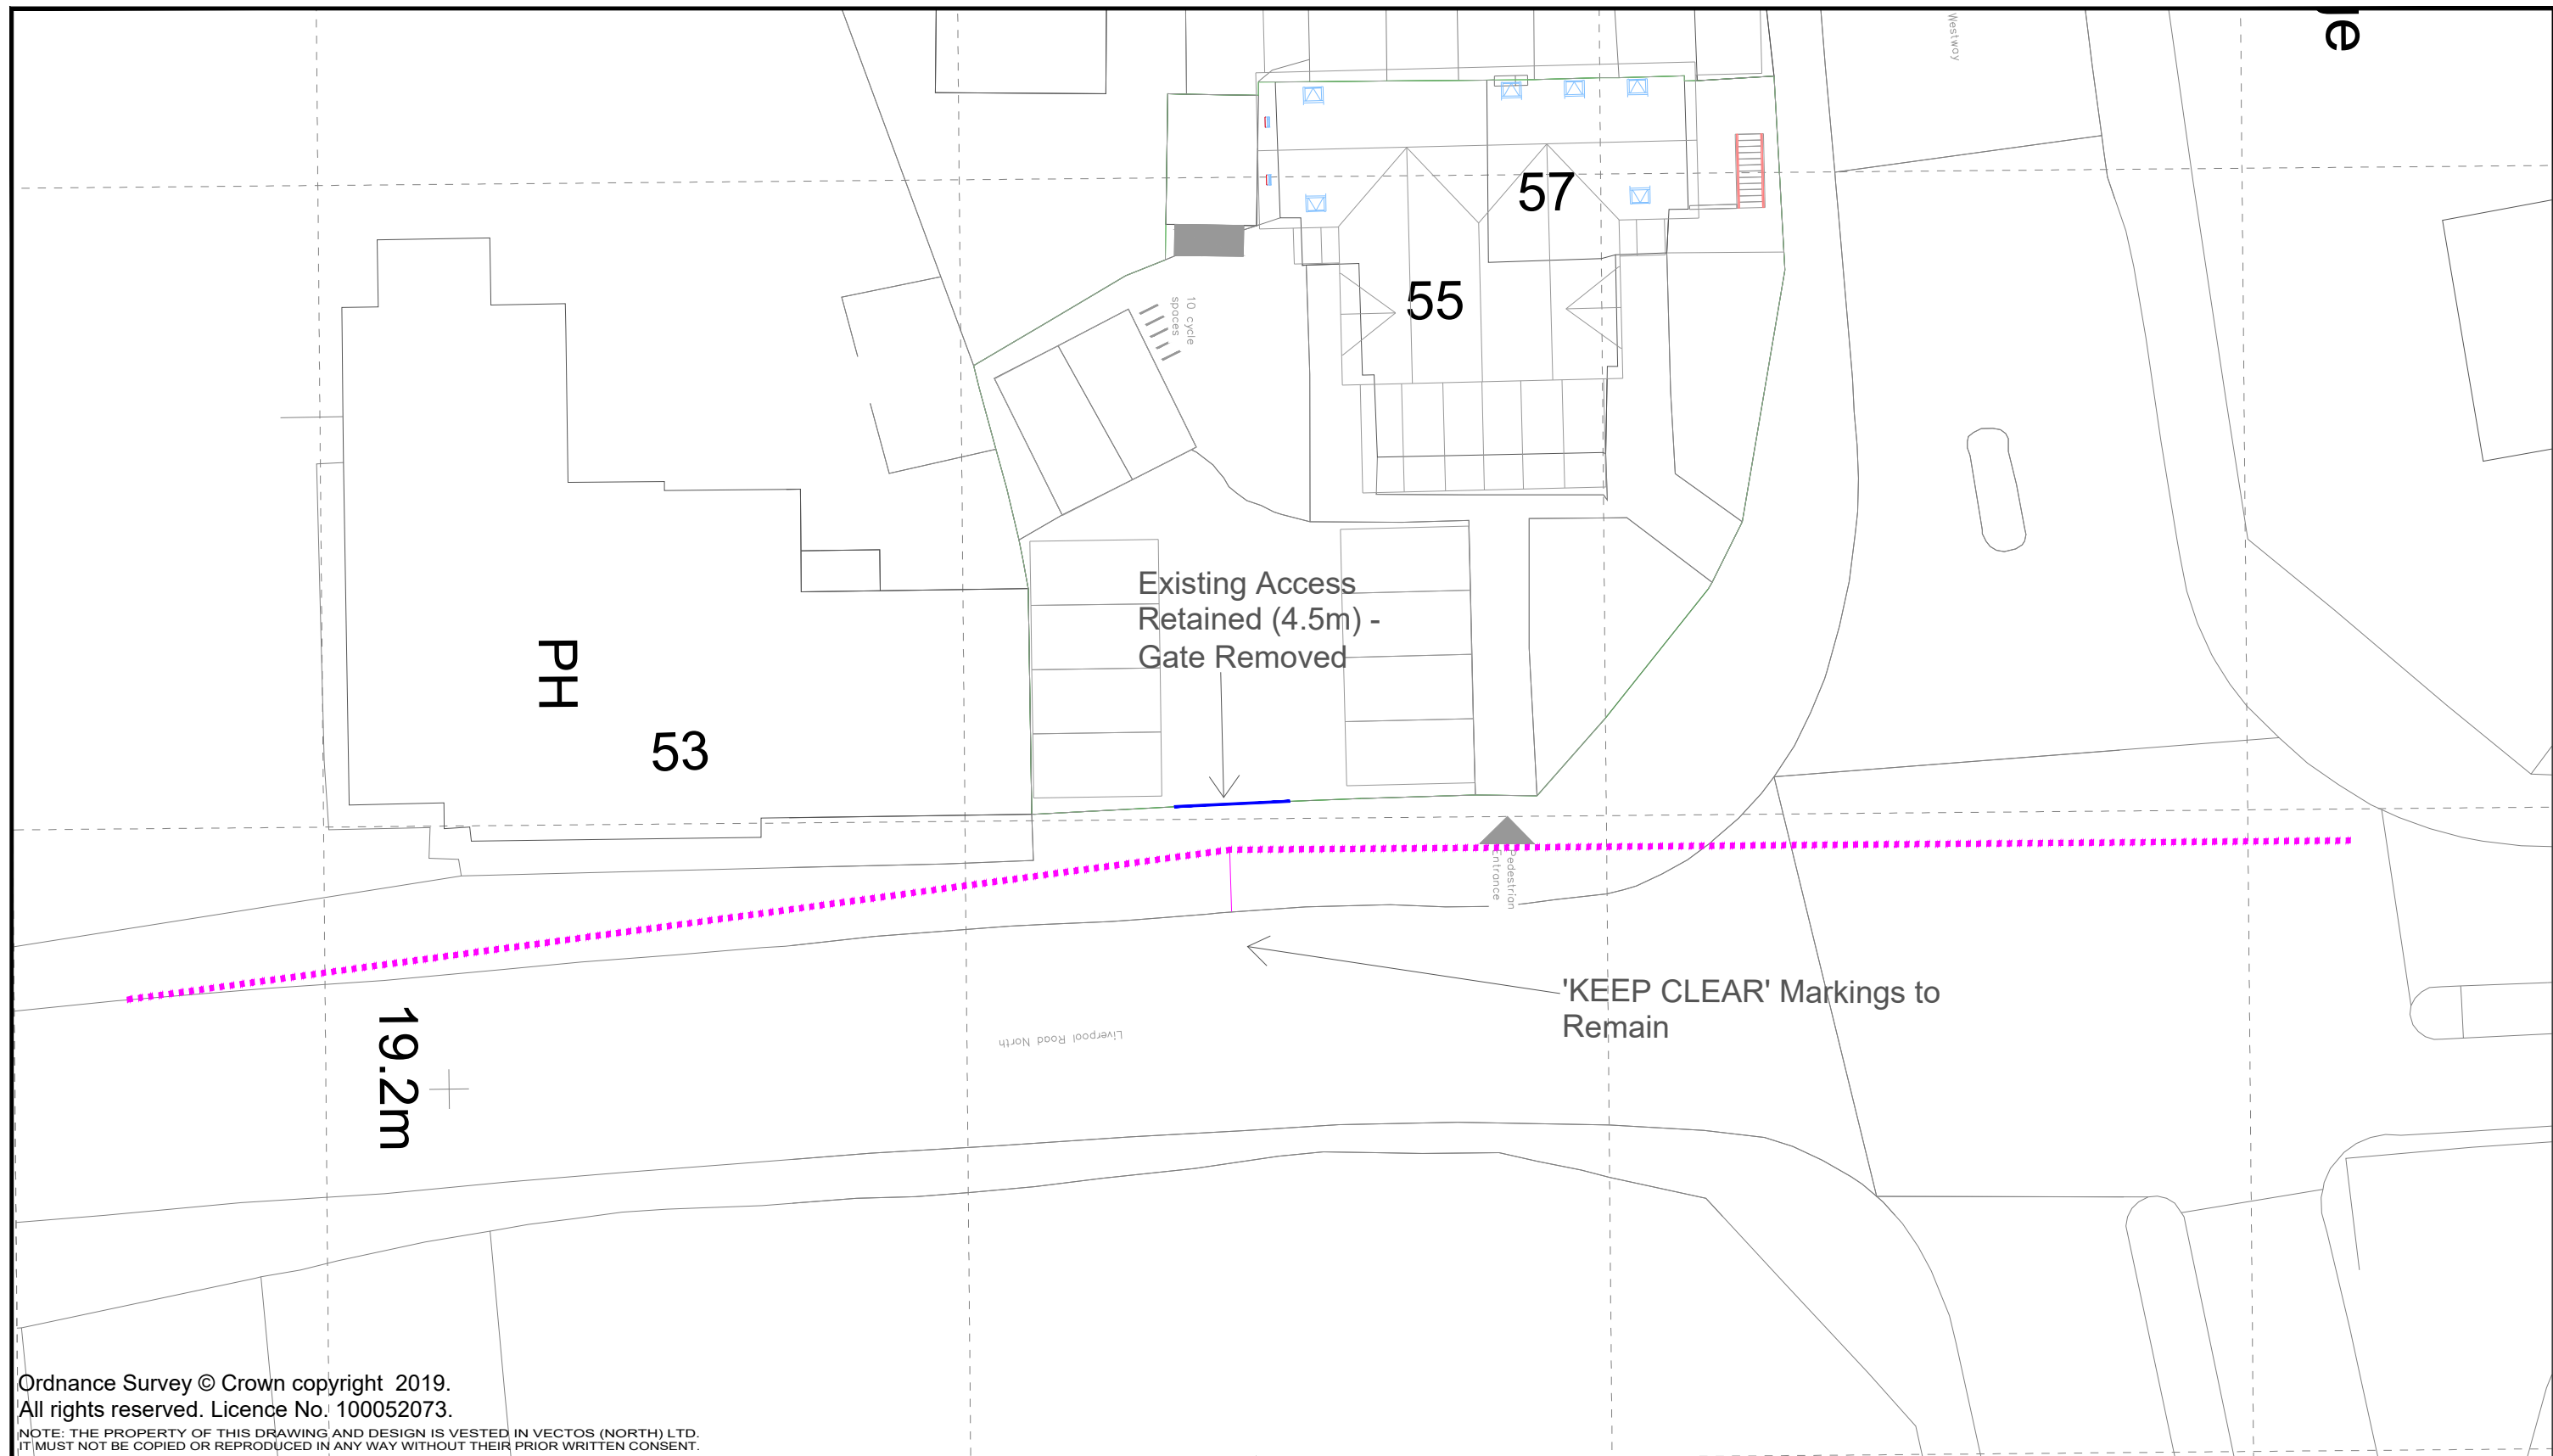 Westway
57
55
10 cycle
spaces
Existing Access
Retained (4.5m) -
Gate Removed
PH
53
Pedestrian
Entrance
'KEEP CLEAR' Markings to
Remain
Liverpool Road North
19.2m
Ordnance Survey © Crown copyright 2019.
All rights reserved. Licence No. 100052073.
NOTE: THE PROPERTY OF THIS DRAWING AND DESIGN IS VESTED IN VECTOS (NORTH) LTD.
IT MUST NOT BE COPIED OR REPRODUCED IN ANY WAY WITHOUT THEIR PRIOR WRITTEN CONSENT.